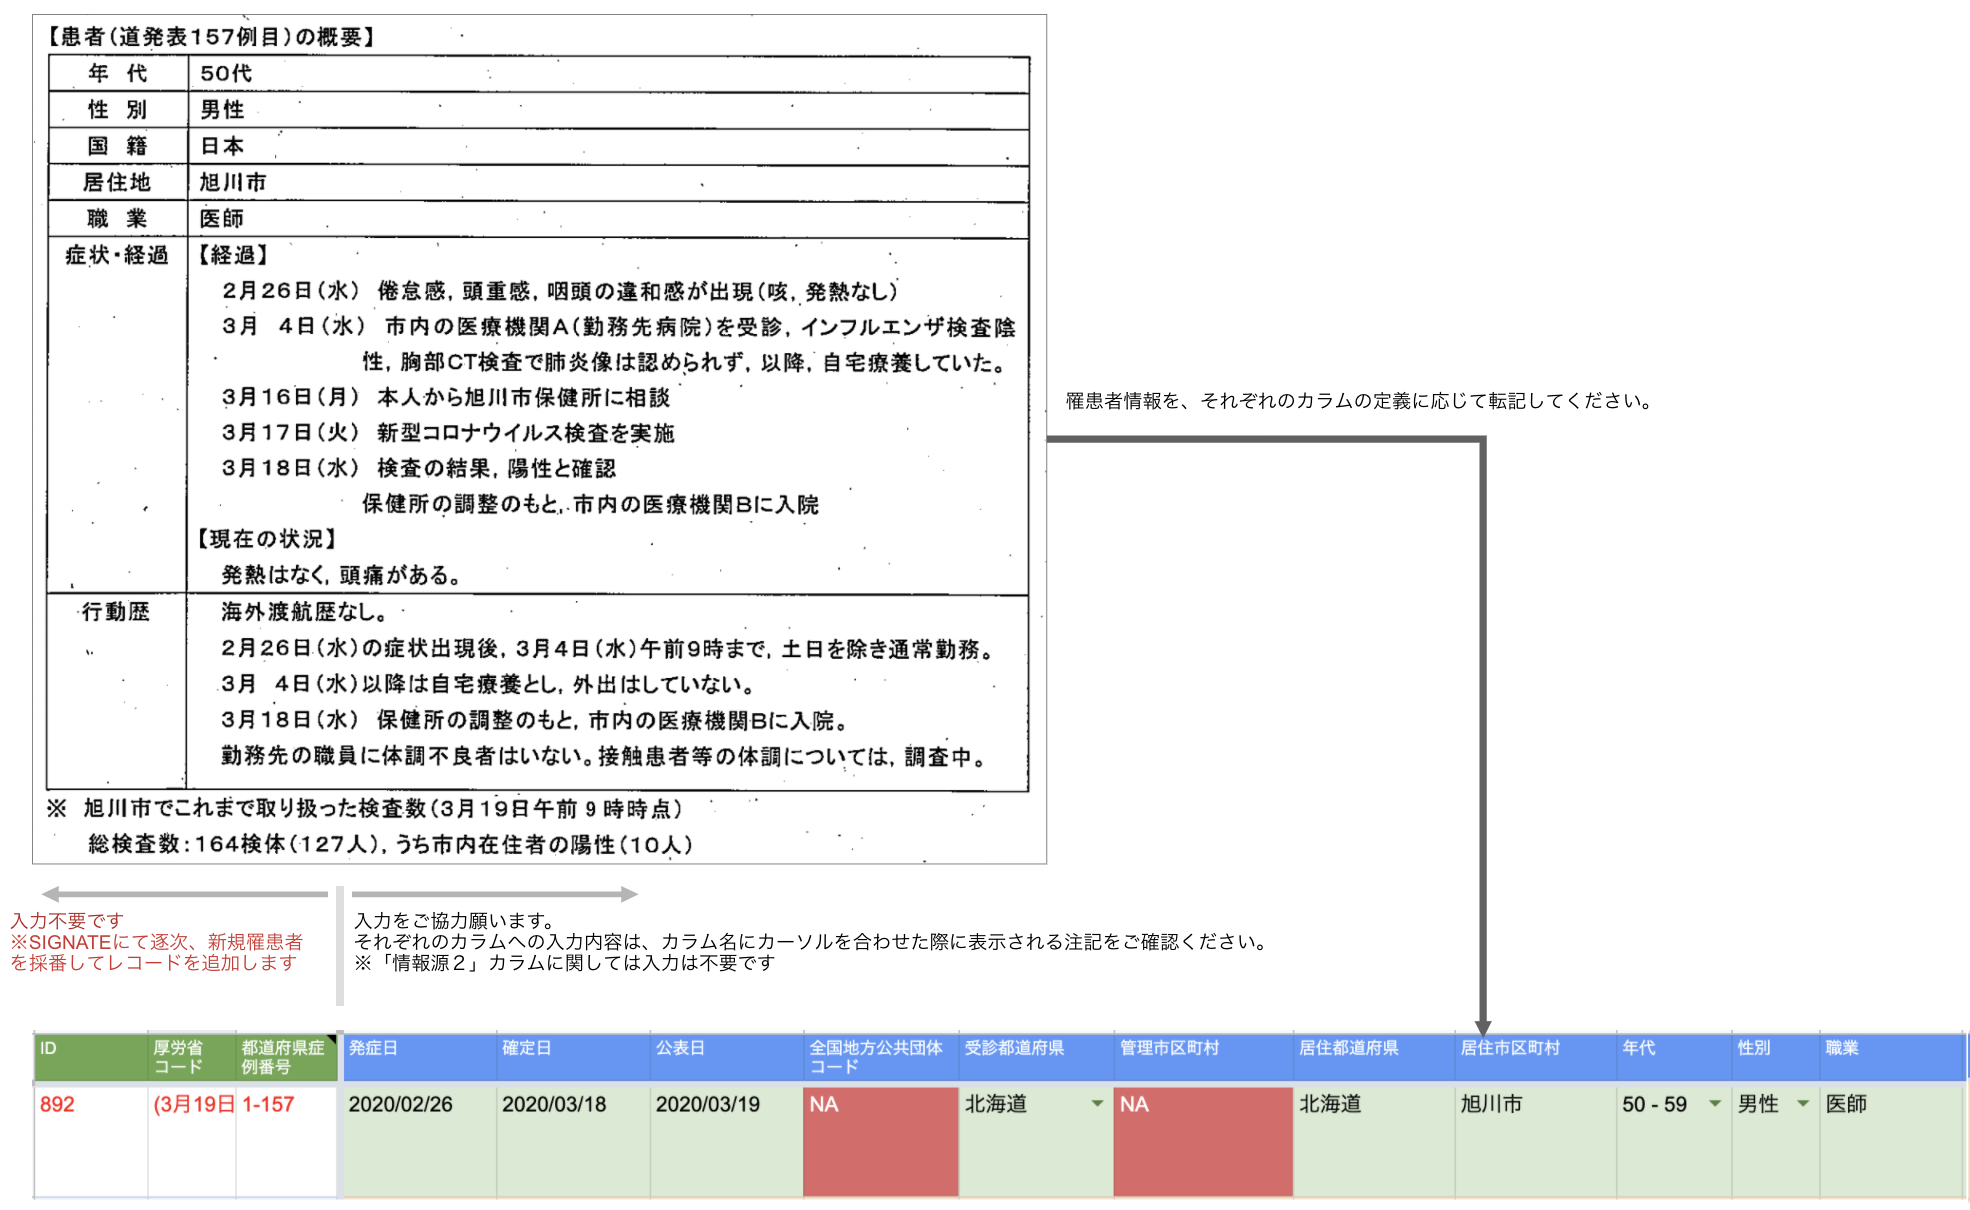 【患者(道発表157例目)の概要】
年 代 50代
性 別 男性
国 籍 日本
居住地 旭川市
職 業 医師
症状・経過 【経過】
2月26日(水) 倦怠感, 頭重感, 咽頭の違和感が出現(咳, 発熱なし)
3月 4日(水) 市内の医療機関A(勤務先病院)を受診, インフルエンザ検査陰
性, 胸部CT検査で肺炎像は認められず, 以降, 自宅療養していた。
3月16日(月) 本人から旭川市保健所に相談
3月17日(火) 新型コロナウイルス検査を実施
3月18日(水) 検査の結果, 陽性と確認
保健所の調整のもと, 市内の医療機関Bに入院
【現在の状況】
発熱はなく, 頭痛がある。
行動歴 海外渡航歴なし。
2月26日(水)の症状出現後, 3月4日(水)午前9時まで, 土日を除き通常勤務。
3月 4日(水)以降は自宅療養とし, 外出はしていない。
3月18日(水) 保健所の調整のもと, 市内の医療機関Bに入院。
勤務先の職員に体調不良者はいない。接触患者等の体調については, 調査中。
※ 旭川市でこれまで取り扱った検査数(3月19日午前9時時点)
総検査数:164検体(127人), うち市内在住者の陽性(10人)
罹患者情報を、それぞれのカラムの定義に応じて転記してください。
入力不要です
※SIGNATEにて逐次、新規罹患者
を採番してレコードを追加します
入力をご協力願います。
それぞれのカラムへの入力内容は、カラム名にカーソルを合わせた際に表示される注記をご確認ください。
※「情報源2」カラムに関しては入力は不要です
ID 厚労省コード 都道府県症例番号 発症日 確定日 公表日 全国地方公共団体コード 受診都道府県 管理市区町村 居住都道府県 居住市区町村 年代 性別 職業
892 (3月19日 1-157 2020/02/26 2020/03/18 2020/03/19 NA 北海道 NA 北海道 旭川市 50 - 59 男性 医師